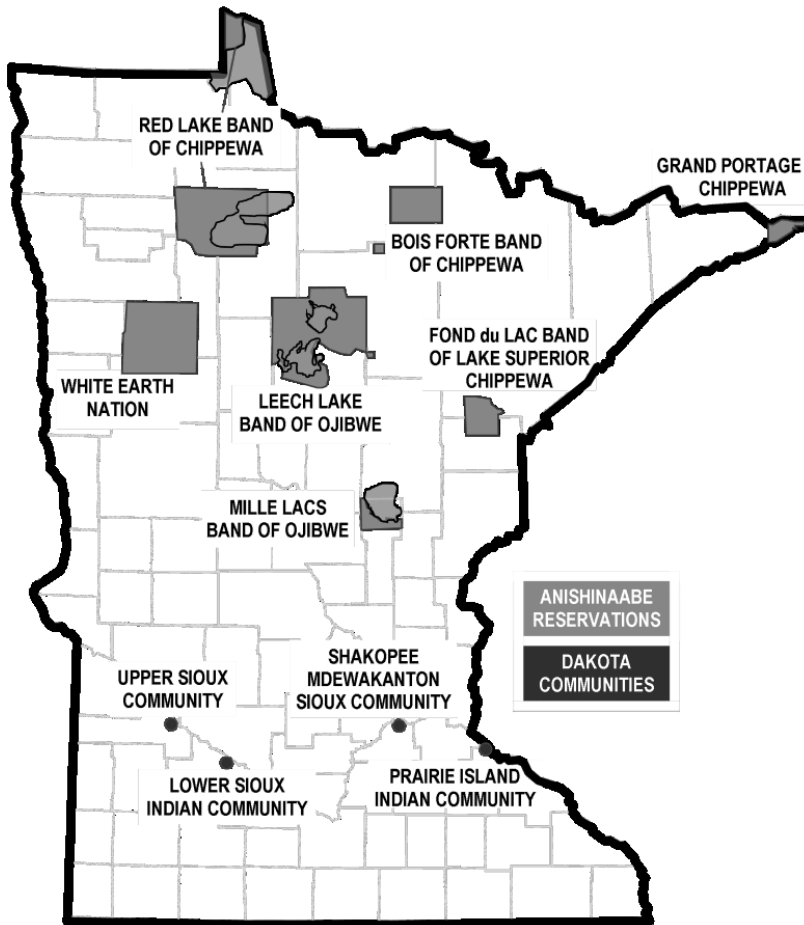 RED LAKE BAND
OF CHIPPEWA
GRAND PORTAGE
CHIPPEWA
BOIS FORTE BAND
OF CHIPPEWA
FOND du LAC BAND
OF LAKE SUPERIOR
CHIPPEWA
WHITE EARTH
NATION
LEECH LAKE
BAND OF OJIBWE
MILLE LACS
BAND OF OJIBWE
ANISHINAABE
RESERVATIONS
DAKOTA
COMMUNITIES
UPPER SIOUX
COMMUNITY
SHAKOPEE
MDEWAKANTON
SIOUX COMMUNITY
LOWER SIOUX
INDIAN COMMUNITY
PRAIRIE ISLAND
INDIAN COMMUNITY